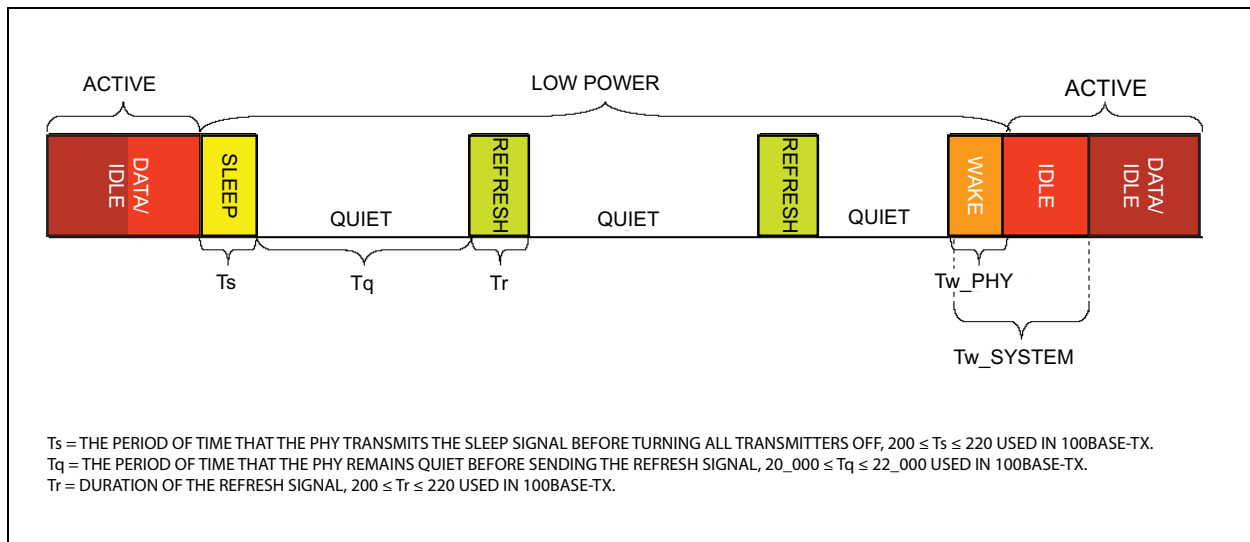 ACTIVE
LOW POWER
ACTIVE
DATA/
IDLE
SLEEP
QUIET
REFRESH
QUIET
REFRESH
QUIET
WAKE
IDLE
DATA/
IDLE
Ts
Tq
Tr
Tw_PHY
Tw_SYSTEM
Ts = THE PERIOD OF TIME THAT THE PHY TRANSMITS THE SLEEP SIGNAL BEFORE TURNING ALL TRANSMITTERS OFF, 200 ≤ Ts ≤ 220 USED IN 100BASE-TX.
Tq = THE PERIOD OF TIME THAT THE PHY REMAINS QUIET BEFORE SENDING THE REFRESH SIGNAL, 20_000 ≤ Tq ≤ 22_000 USED IN 100BASE-TX.
Tr = DURATION OF THE REFRESH SIGNAL, 200 ≤ Tr ≤ 220 USED IN 100BASE-TX.